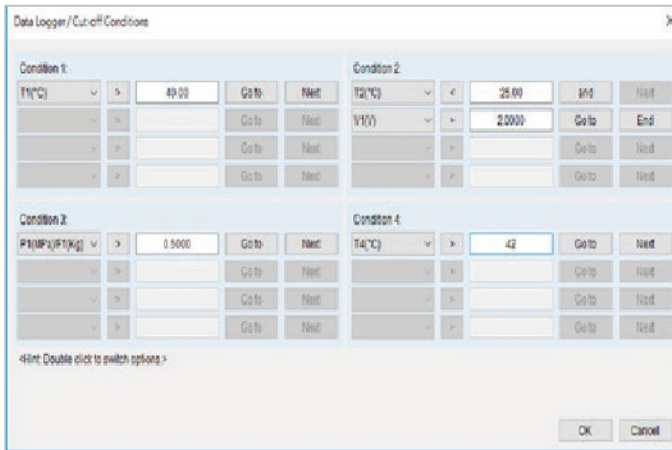 Data Logger / Cut-off Conditions
Condition 1:
T1(°C) > 40.00 Go to Next
> Go to Next
> Go to Next
> Go to Next
Condition 2:
T2(°C) < 25.00 and Next
V1(V) > 2.0000 Go to End
> Go to Next
> Go to Next
Condition 3:
P1(MPa)/F1(Kg) > 0.5000 Go to Next
> Go to Next
> Go to Next
> Go to Next
Condition 4:
T4(°C) > 42 Go to Next
> Go to Next
> Go to Next
> Go to Next
<Hint: Double click to switch options.>
OK Cancel